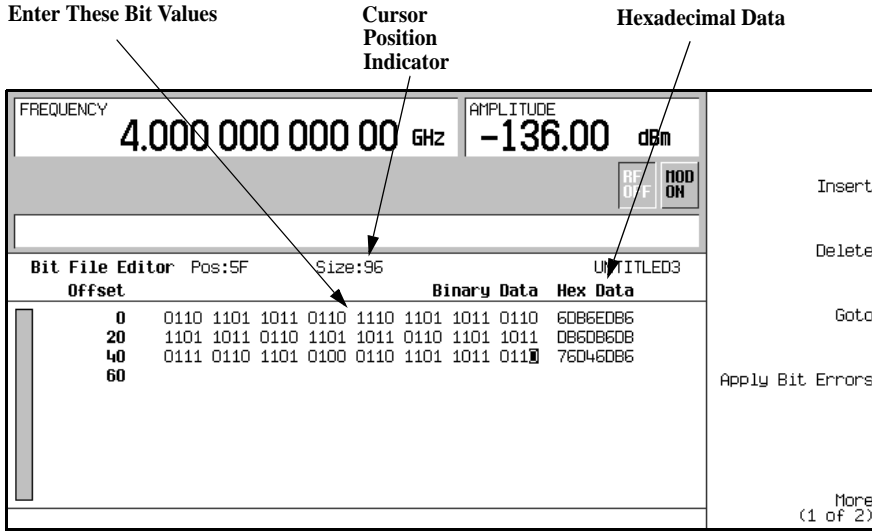 Enter These Bit Values
Cursor
Position
Indicator
Hexadecimal Data
FREQUENCY
4.000 000 000 00 GHz
AMPLITUDE
-136.00 dBm
RF
OFF
MOD
ON
Insert
Delete
Goto
Apply Bit Errors
More
(1 of 2)
Bit File Editor Pos:5F Size:96 UNTITLED3
Offset Binary Data Hex Data
0 0110 1101 1011 0110 1110 1101 1011 0110 6DB6EDB6
20 1101 1011 0110 1101 1011 0110 1101 1011 DB6DB6DB
40 0111 0110 1101 0100 0110 1101 1011 0110 76D46DB6
60